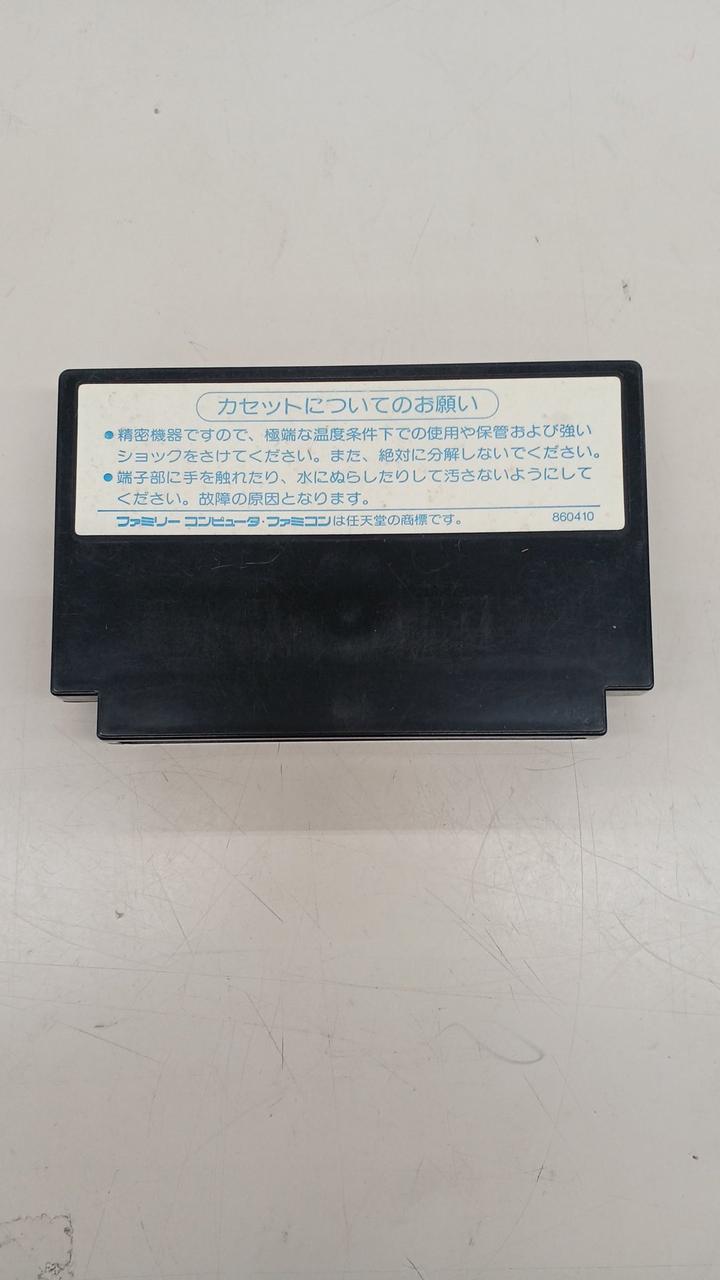 カセットについてのお願い
●精密機器ですので、極端な温度条件下での使用や保管および強い
ショックをさけてください。また、絶対に分解しないでください。
●端子部に手を触れたり、水にぬらしたりして汚さないようにして
ください。故障の原因となります。
ファミリー コンピュータ・ファミコンは任天堂の商標です。 860410